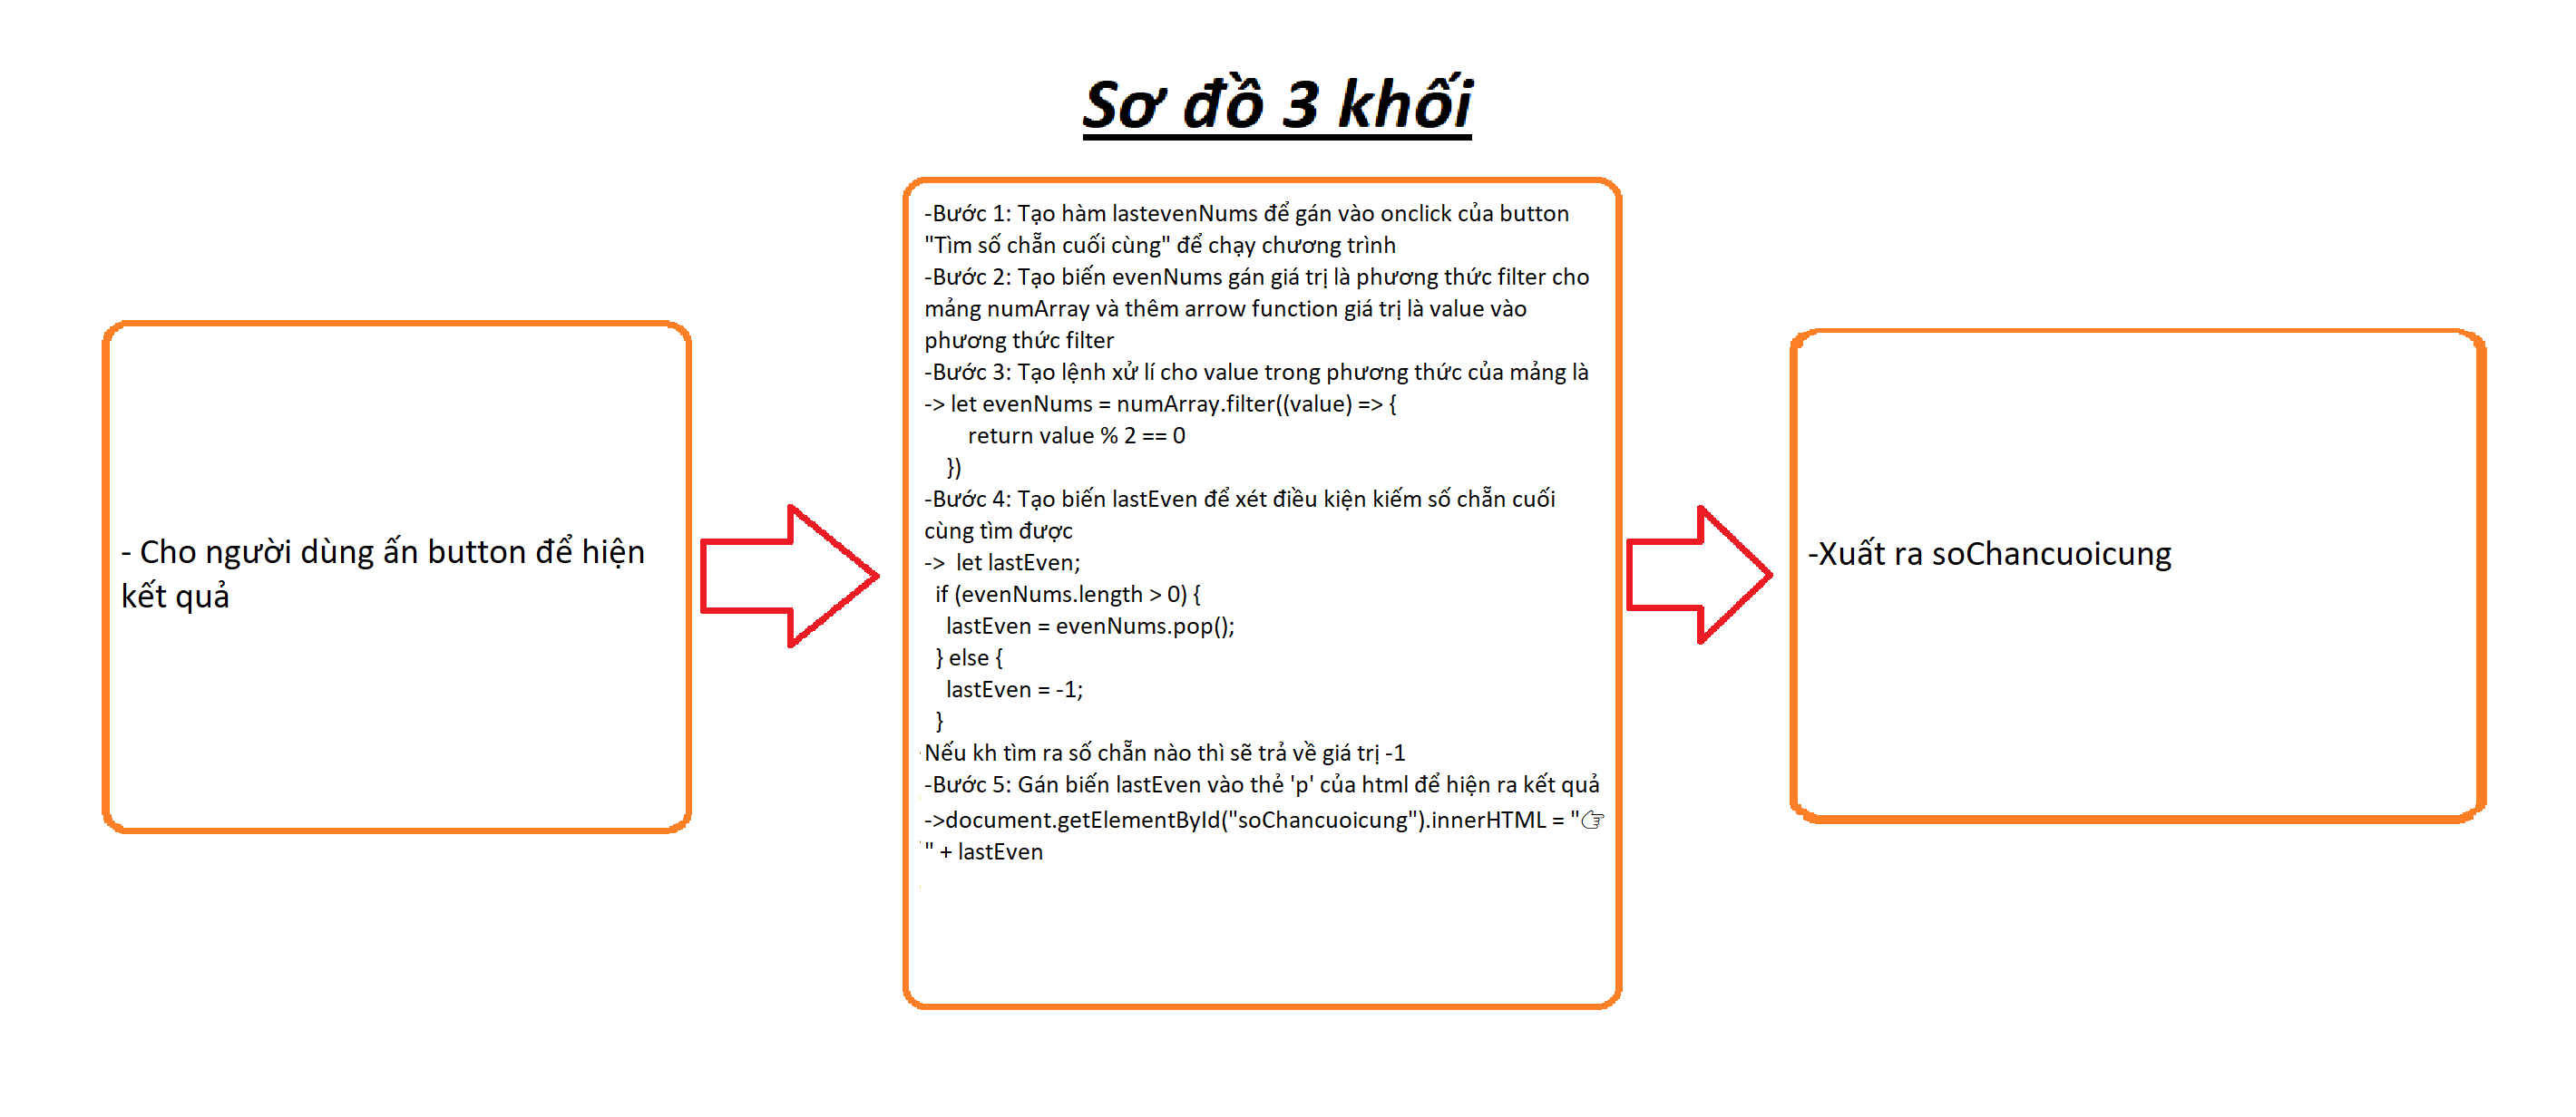 Sơ đồ 3 khối
- Cho người dùng ấn button để hiện
kết quả
-Bước 1: Tạo hàm lastevenNums để gán vào onclick của button
"Tìm số chẵn cuối cùng" để chạy chương trình
-Bước 2: Tạo biến evenNums gán giá trị là phương thức filter cho
mảng numArray và thêm arrow function giá trị là value vào
phương thức filter
-Bước 3: Tạo lệnh xử lí cho value trong phương thức của mảng là
-> let evenNums = numArray.filter((value) => {
return value % 2 == 0
})
-Bước 4: Tạo biến lastEven để xét điều kiện kiếm số chẵn cuối
cùng tìm được
-> let lastEven;
if (evenNums.length > 0) {
lastEven = evenNums.pop();
} else {
lastEven = -1;
}
Nếu kh tìm ra số chẵn nào thì sẽ trả về giá trị -1
-Bước 5: Gán biến lastEven vào thẻ 'p' của html để hiện ra kết quả
->document.getElementById("soChancuoicung").innerHTML = "👉
" + lastEven
-Xuất ra soChancuoicung